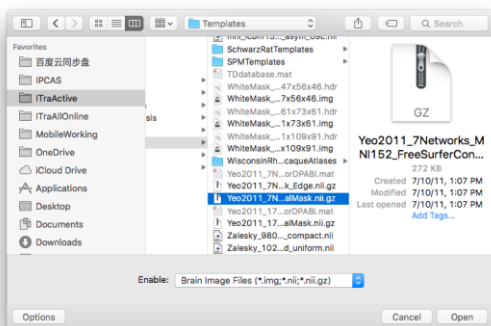 Templates
Search
Favorites
百度云同步盘
IPCAS
ITraActive
ITraAllOnline
MobileWorking
OneDrive
iCloud Drive
Applications
Desktop
Documents
Downloads
sis
SchwarzRatTemplates
SPMTemplates
TDdatabase.mat
WhiteMask_...47x56x46.hdr
WhiteMask_...7x56x46.img
WhiteMask_...61x73x61.hdr
WhiteMask_...1x73x61.img
WhiteMask_...1x109x91.hdr
WhiteMask_...x109x91.img
WisconsinRh...caqueAtlases
Yeo2011_7N...orDPABI.mat
Yeo2011_7N...k_Edge.nii.gz
Yeo2011_7N...alMask.nii.gz
Yeo2011_17...orDPABI.mat
Yeo2011_17...alMask.nii.gz
Zalesky_980..._compact.nii
Zalesky_102...d_uniform.nii
GZ
Yeo2011_7Networks_M
NI152_FreeSurferCon...
272 KB
Created 7/10/11, 1:07 PM
Modified 7/10/11, 1:07 PM
Last opened 7/10/11, 1:07 PM
Add Tags...
Enable: Brain Image Files (*.img;*.nii;*.nii.gz)
Options
Cancel
Open